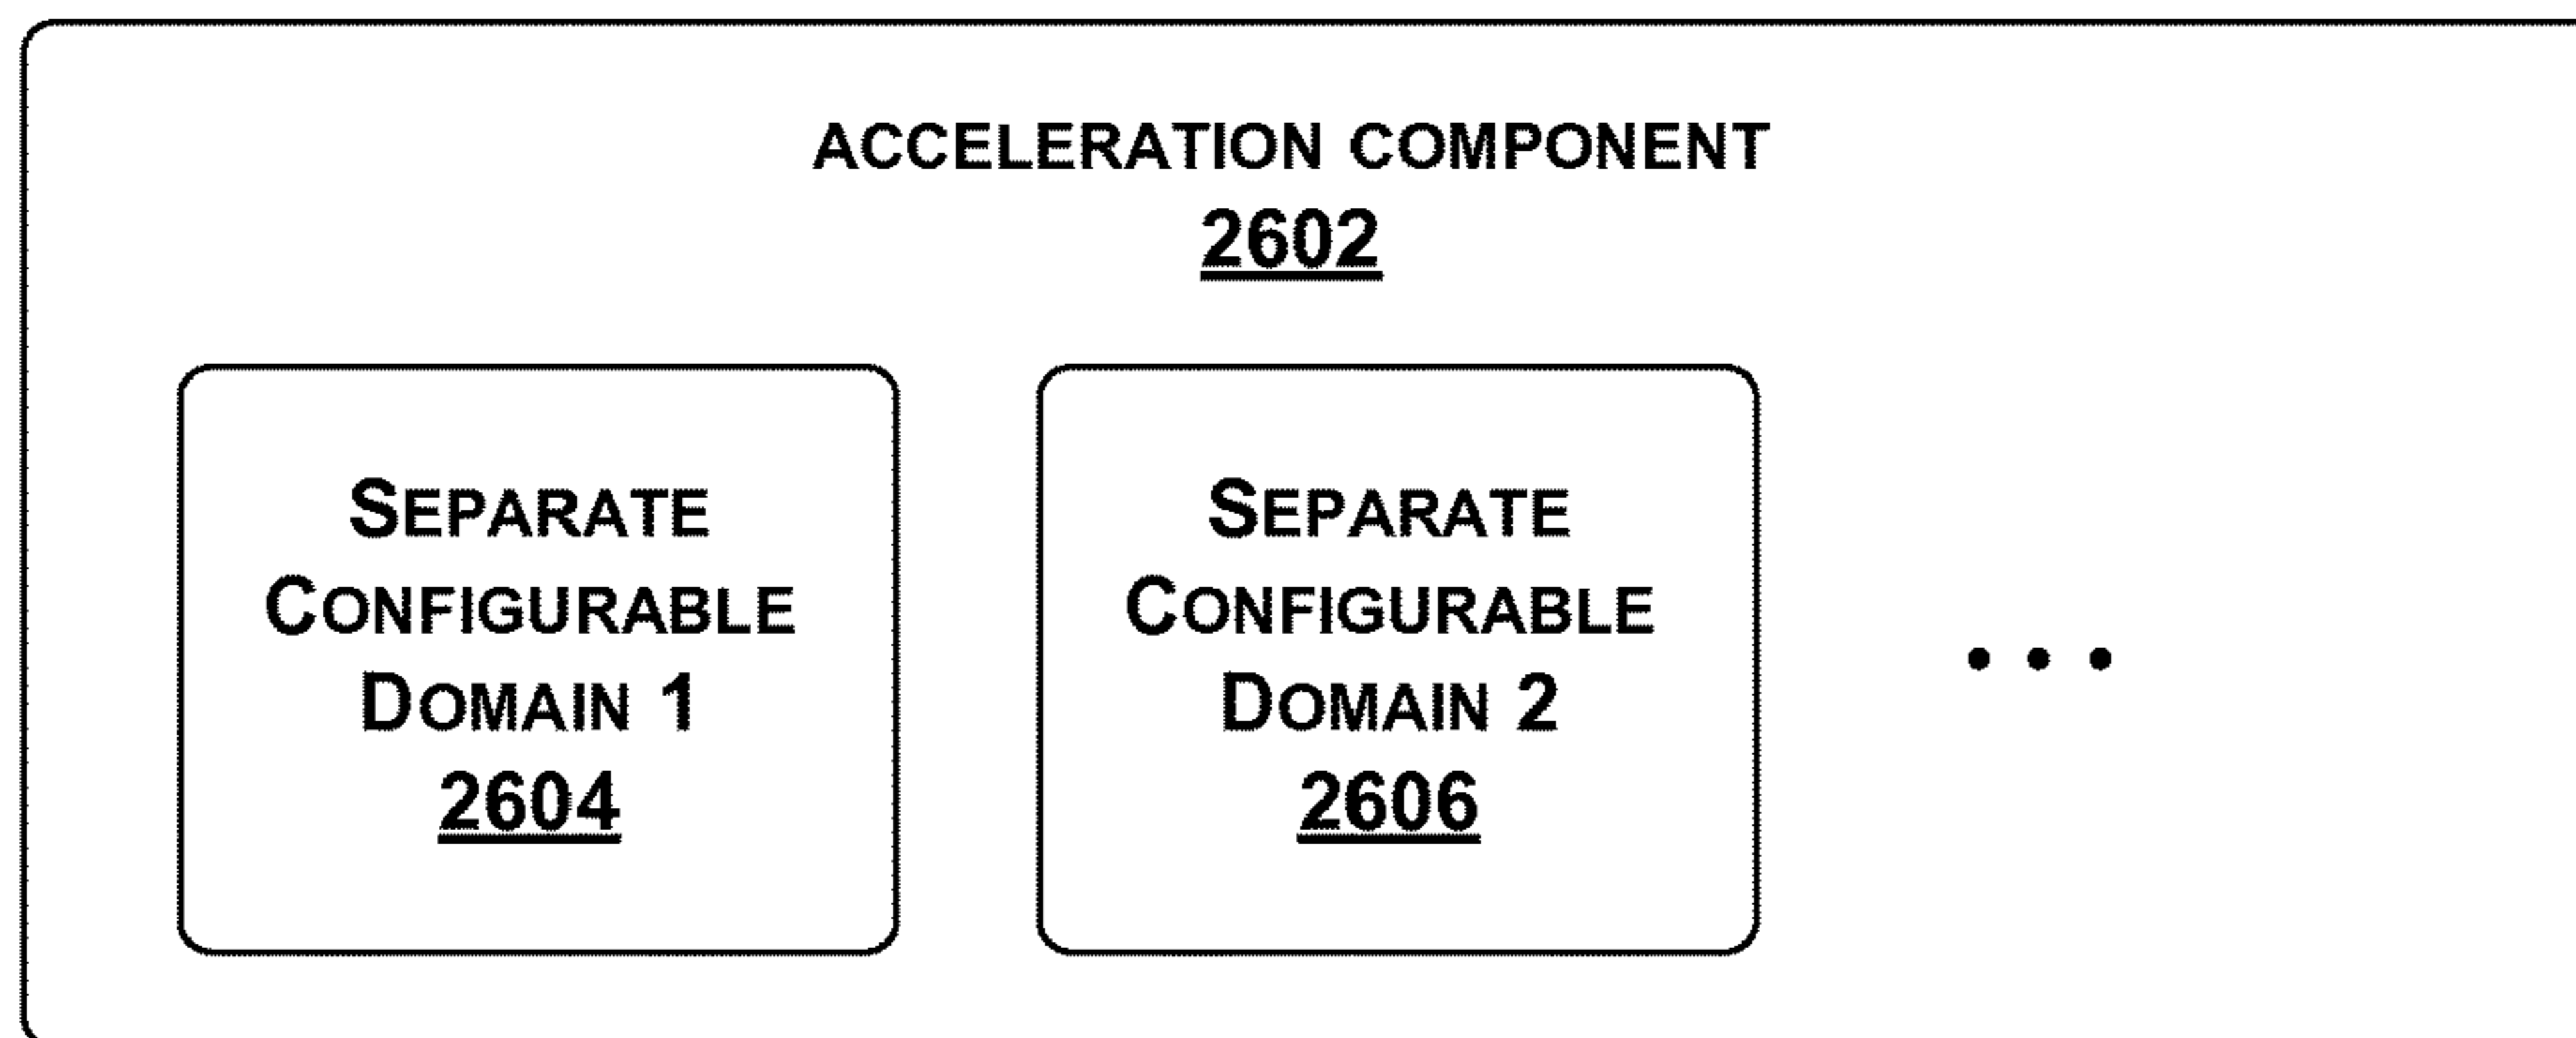 ACCELERATION COMPONENT
2602
SEPARATE
CONFIGURABLE
DOMAIN 1
2604
SEPARATE
CONFIGURABLE
DOMAIN 2
2606
• • •